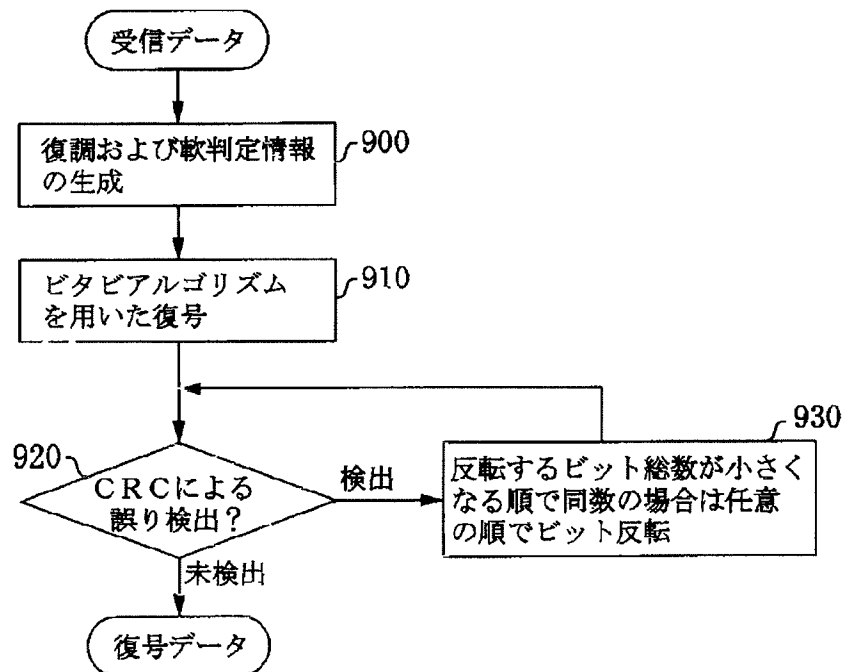 受信データ
復調および軟判定情報
の生成
900
ビタビアルゴリズム
を用いた復号
910
920
CRCによる
誤り検出?
検出
930
反転するビット総数が小さく
なる順で同数の場合は任意
の順でビット反転
未検出
復号データ